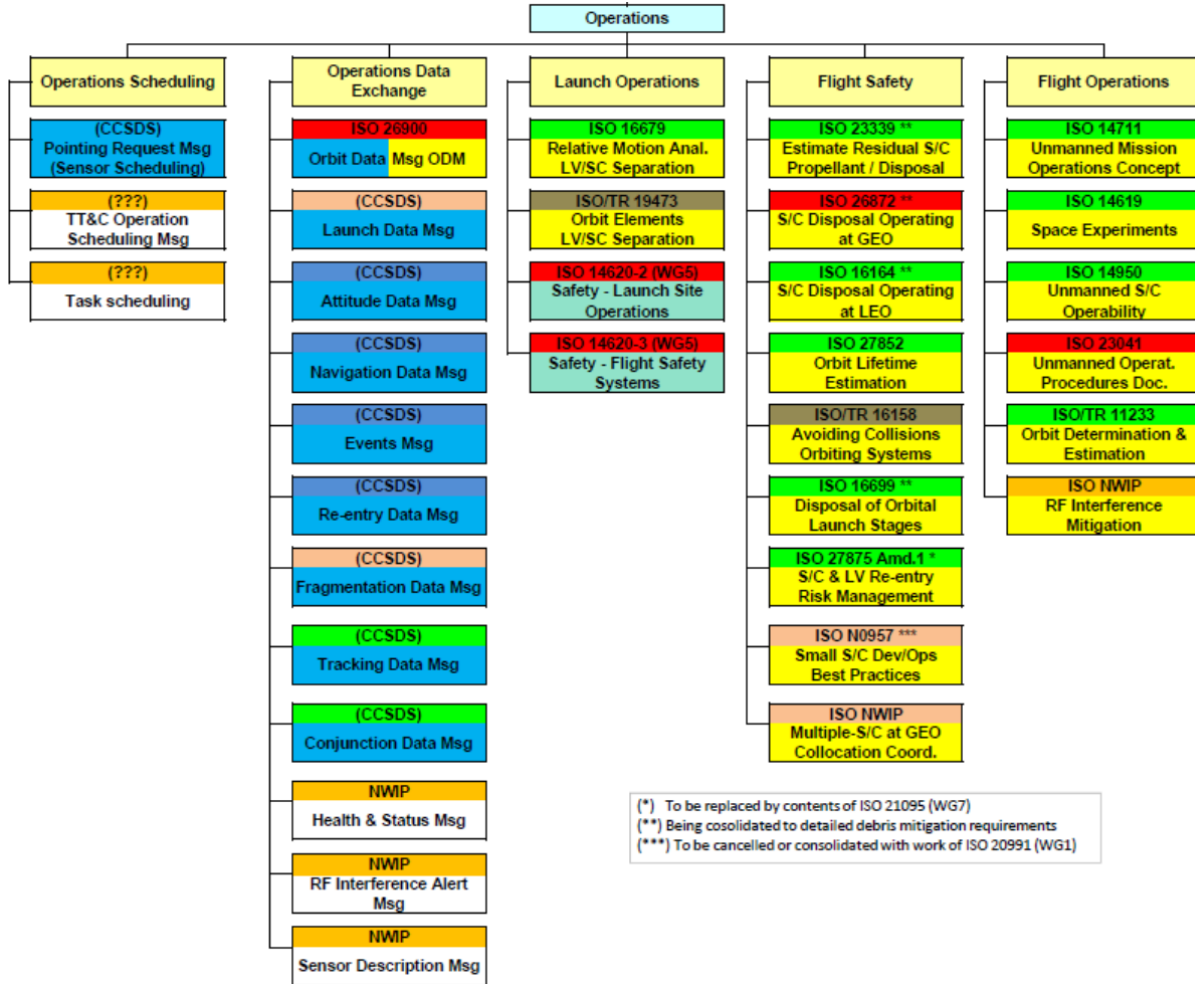 Operations
Operations Scheduling
(CCSDS)
Pointing Request Msg
(Sensor Scheduling)
(???)
TT&C Operation
Scheduling Msg
(???)
Task scheduling
Operations Data
Exchange
ISO 26900
Orbit Data Msg ODM
(CCSDS)
Launch Data Msg
(CCSDS)
Attitude Data Msg
(CCSDS)
Navigation Data Msg
(CCSDS)
Events Msg
(CCSDS)
Re-entry Data Msg
(CCSDS)
Fragmentation Data Msg
(CCSDS)
Tracking Data Msg
(CCSDS)
Conjunction Data Msg
NWIP
Health & Status Msg
NWIP
RF Interference Alert
Msg
NWIP
Sensor Description Msg
Launch Operations
ISO 16679
Relative Motion Anal.
LV/SC Separation
ISO/TR 19473
Orbit Elements
LV/SC Separation
ISO 14620-2 (WG5)
Safety - Launch Site
Operations
ISO 14620-3 (WG5)
Safety - Flight Safety
Systems
Flight Safety
ISO 23339 **
Estimate Residual S/C
Propellant / Disposal
ISO 26872 **
S/C Disposal Operating
at GEO
ISO 16164 **
S/C Disposal Operating
at LEO
ISO 27852
Orbit Lifetime
Estimation
ISO/TR 16158
Avoiding Collisions
Orbiting Systems
ISO 16699 **
Disposal of Orbital
Launch Stages
ISO 27875 Amd.1 *
S/C & LV Re-entry
Risk Management
ISO N0957 ***
Small S/C Dev/Ops
Best Practices
ISO NWIP
Multiple-S/C at GEO
Collocation Coord.
Flight Operations
ISO 14711
Unmanned Mission
Operations Concept
ISO 14619
Space Experiments
ISO 14950
Unmanned S/C
Operability
ISO 23041
Unmanned Operat.
Procedures Doc.
ISO/TR 11233
Orbit Determination &
Estimation
ISO NWIP
RF Interference
Mitigation
(*) To be replaced by contents of ISO 21095 (WG7)
(**) Being cosolidated to detailed debris mitigation requirements
(***) To be cancelled or consolidated with work of ISO 20991 (WG1)